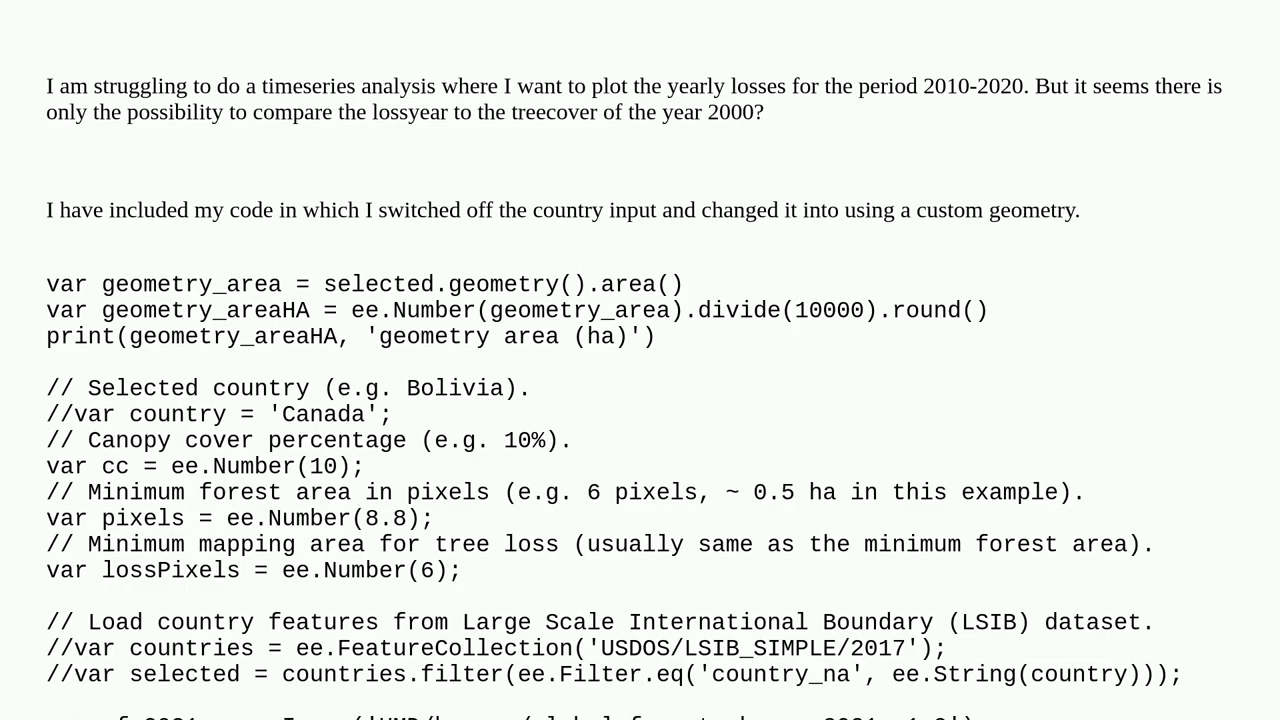 I am struggling to do a timeseries analysis where I want to plot the yearly losses for the period 2010-2020. But it seems there is
only the possibility to compare the lossyear to the treecover of the year 2000?
I have included my code in which I switched off the country input and changed it into using a custom geometry.
var geometry_area = selected.geometry().area()
var geometry_areaHA = ee.Number(geometry_area).divide(10000).round()
print(geometry_areaHA, 'geometry area (ha)')
// Selected country (e.g. Bolivia).
//var country = 'Canada';
// Canopy cover percentage (e.g. 10%).
var cc = ee.Number(10);
// Minimum forest area in pixels (e.g. 6 pixels, ~ 0.5 ha in this example).
var pixels = ee.Number(8.8);
// Minimum mapping area for tree loss (usually same as the minimum forest area).
var lossPixels = ee.Number(6);
// Load country features from Large Scale International Boundary (LSIB) dataset.
//var countries = ee.FeatureCollection('USDOS/LSIB_SIMPLE/2017');
//var selected = countries.filter(ee.Filter.eq('country_na', ee.String(country)));